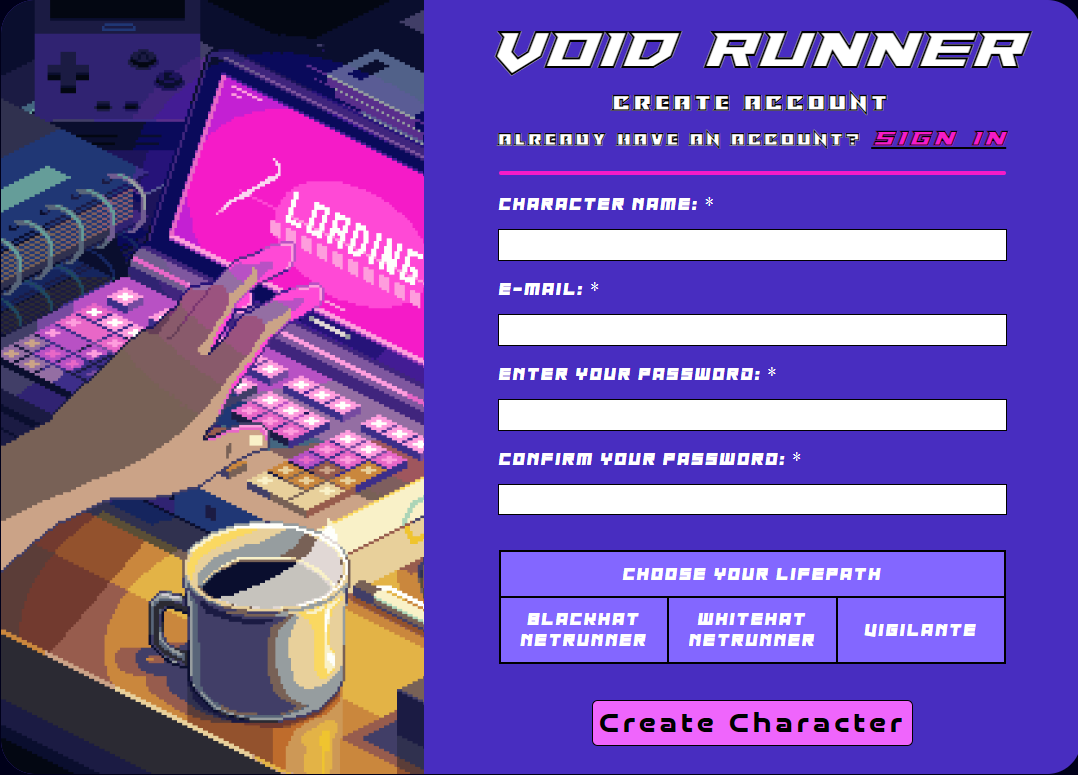 VOID RUNNER
CREATE ACCOUNT
ALREADY HAVE AN ACCOUNT? SIGN IN
LOADING
CHARACTER NAME: *
E-MAIL: *
ENTER YOUR PASSWORD: *
CONFIRM YOUR PASSWORD: *
CHOOSE YOUR LIFEPATH
BLACKHAT
NETRUNNER
WHITEHAT
NETRUNNER
VIGILANTE
Create Character